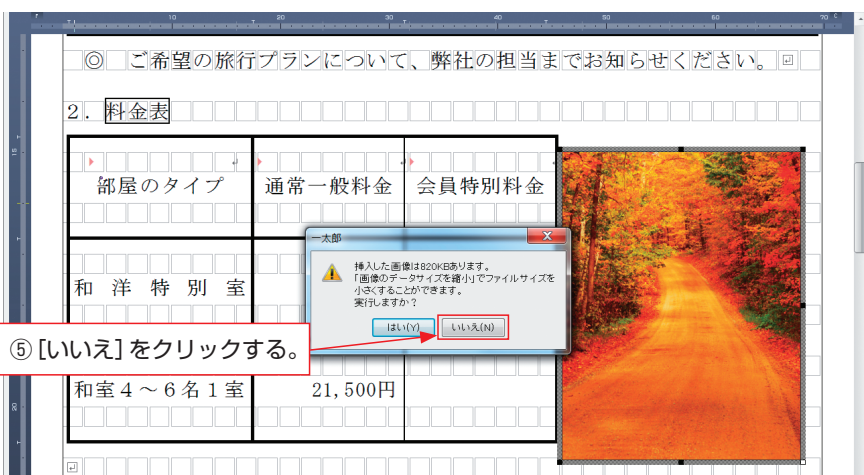 10 20 30 40 50 60 70
◎ ご希望の旅行プランについて、弊社の担当までお知らせください。
2．料金表
部屋のタイプ 通常一般料金 会員特別料金
一太郎
挿入した画像は820KBあります。
「画像のデータサイズを縮小」でファイルサイズを
小さくすることができます。
実行しますか？
はい(Y) いいえ(N)
和洋特別室
⑤[いいえ]をクリックする。
和室４～６名１室 21,500円